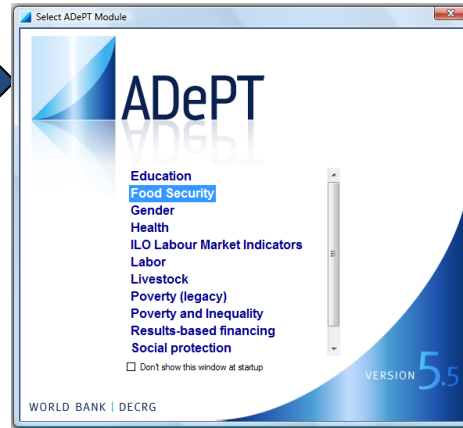 Select ADePT Module
ADePT
Education
Food Security
Gender
Health
ILO Labour Market Indicators
Labor
Livestock
Poverty (legacy)
Poverty and Inequality
Results-based financing
Social protection
Don't show this window at startup
VERSION 5.5
WORLD BANK | DECRG